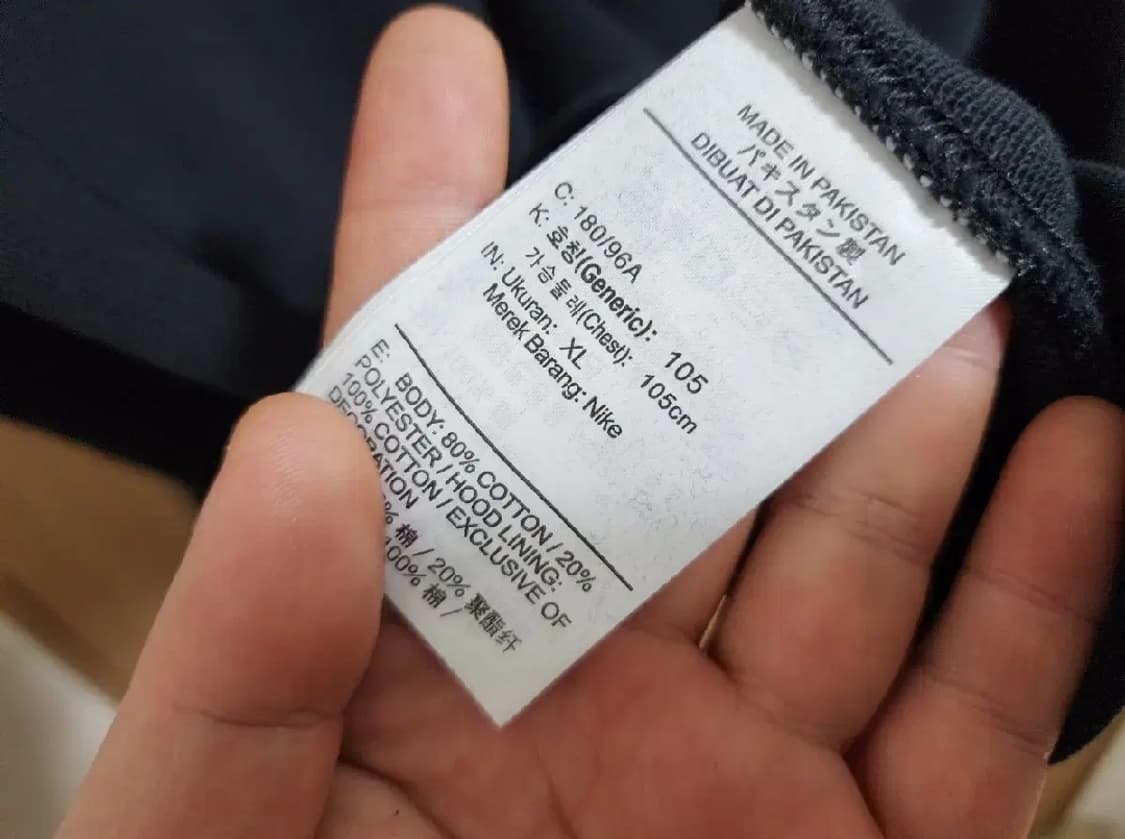 MADE IN PAKISTAN
パキスタン製
DIBUAT DI PAKISTAN
C: 180/96A
K: 호칭(Generic): 105
가슴둘레(Chest): 105cm
IN: Ukuran: XL
Merek Barang: Nike
E: BODY: 80% COTTON / 20%
POLYESTER / HOOD LINING:
100% COTTON / EXCLUSIVE OF
DECORATION
% 棉 / 20% 聚酯纤
100% 棉 /